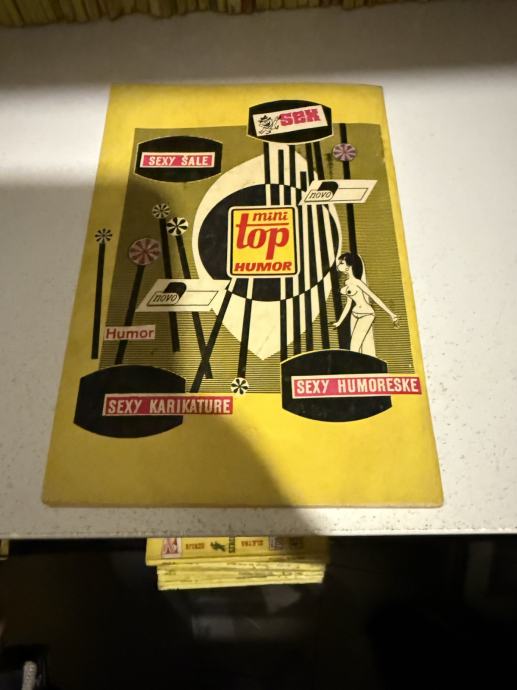 SEX
SEXY ŠALE
novo
mini
top
HUMOR
novo
Humor
SEXY HUMORESKE
SEXY KARIKATURE